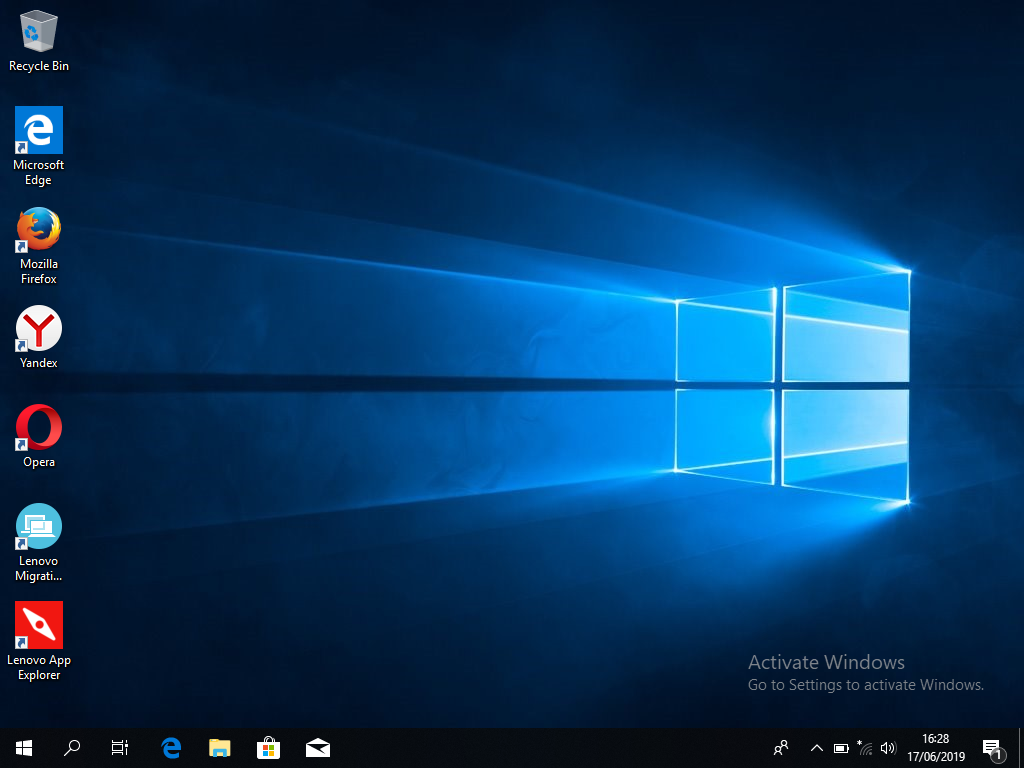 Recycle Bin
Microsoft
Edge
Mozilla
Firefox
Yandex
Opera
Lenovo
Migrati...
Lenovo App
Explorer
Activate Windows
Go to Settings to activate Windows.
16:28
17/06/2019
1